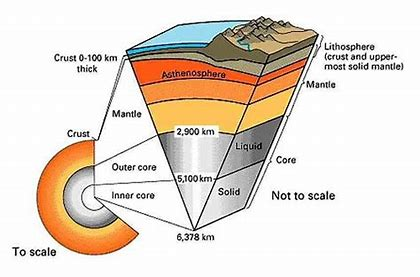 Crust 0-100 km
thick
Asthenosphere
Lithosphere
(crust and upper-
most solid mantle)
Mantle
Mantle
Crust
2,900 km
Liquid
Core
Outer core
5,100 km
Inner core
Solid
Not to scale
6,378 km
To scale